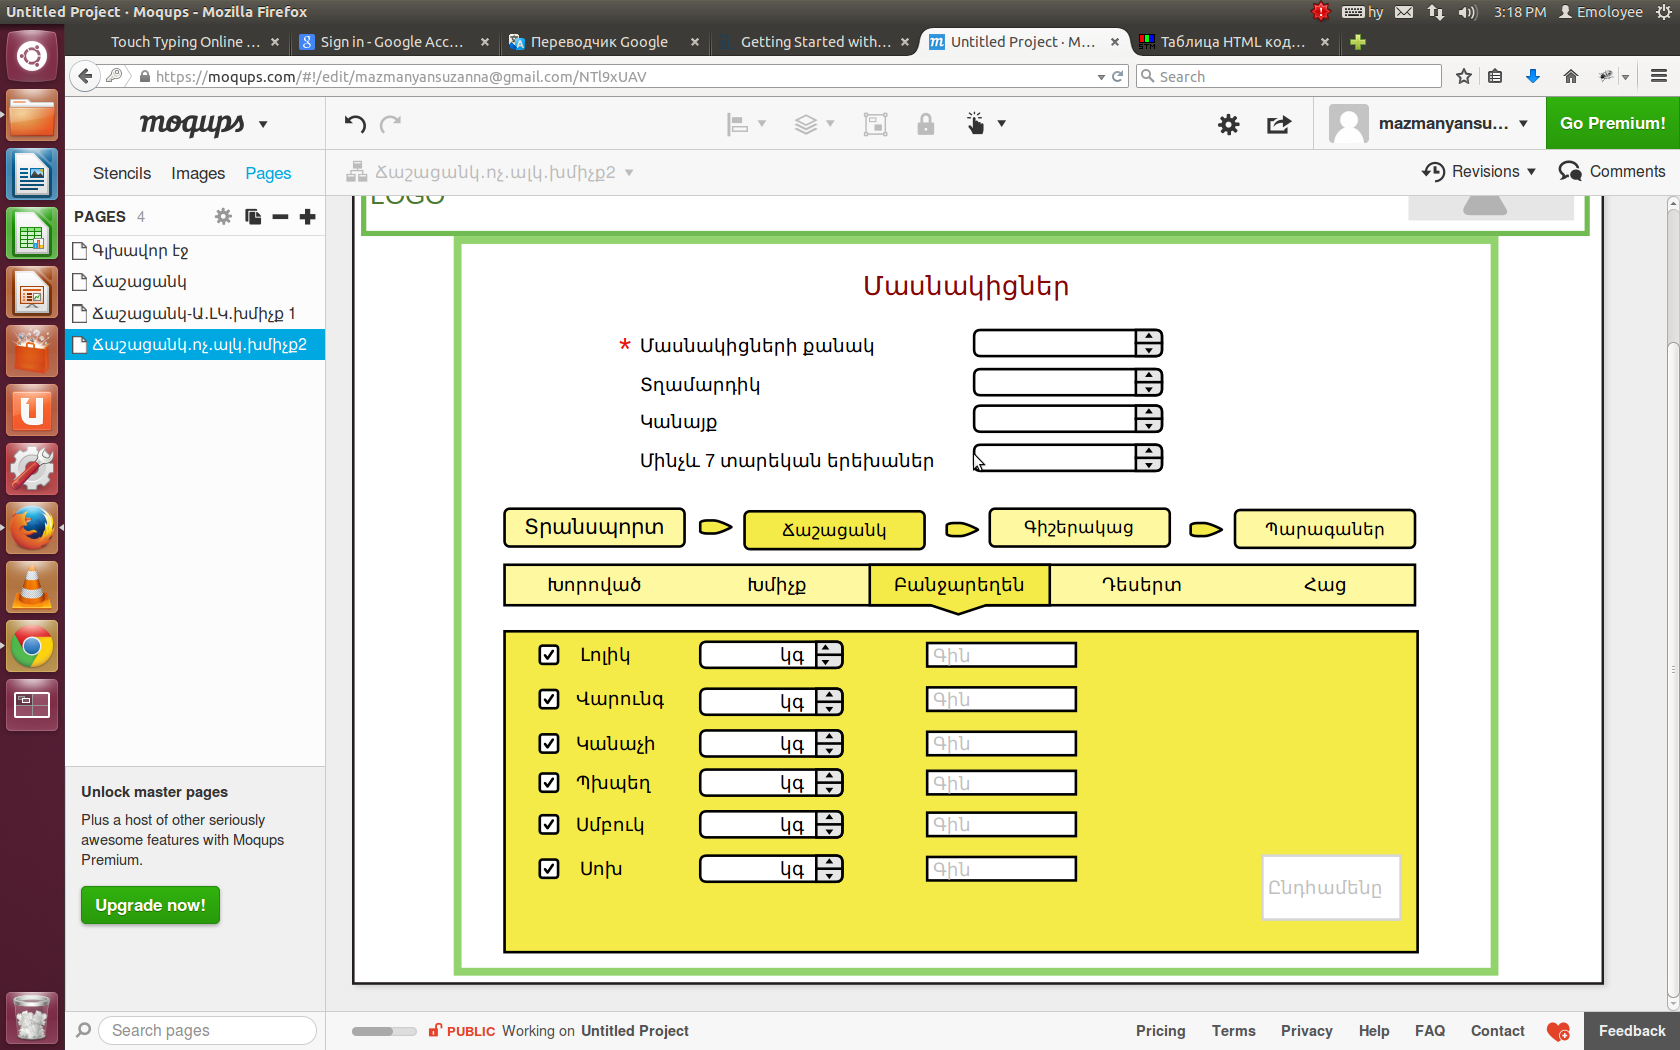 Untitled Project · Moqups - Mozilla Firefox
hy
3:18 PM
Emoloyee
Touch Typing Online ...
Sign in - Google Acc...
Переводчик Google
Getting Started with...
Untitled Project · M...
Таблица HTML код...
https://moqups.com/#!/edit/mazmanyansuzanna@gmail.com/NTl9xUAV
Search
moqups
mazmanyansu...
Go Premium!
Stencils
Images
Pages
Ճաշացանկ.ոչ.ալկ.խմիչք2
Revisions
Comments
PAGES 4
Գլխավոր էջ
Ճաշացանկ
Ճաշացանկ-Ա.ԼԿ.խմիչք 1
Ճաշացանկ.ոչ.ալկ.խմիչք2
LOGO
Մասնակիցներ
* Մասնակիցների քանակ
Տղամարդիկ
Կանայք
Մինչև 7 տարեկան երեխաներ
Տրանսպորտ
Ճաշացանկ
Գիշերակաց
Պարագաներ
Խորոված
Խմիչք
Բանջարեղեն
Դեսերտ
Հաց
Լոլիկ կգ Գին
Վարունգ կգ Գին
Կանաչի կգ Գին
Պխպեղ կգ Գին
Սմբուկ կգ Գին
Սոխ կգ Գին
Ընդհամենը
Unlock master pages
Plus a host of other seriously
awesome features with Moqups
Premium.
Upgrade now!
Search pages
PUBLIC Working on Untitled Project
Pricing
Terms
Privacy
Help
FAQ
Contact
Feedback